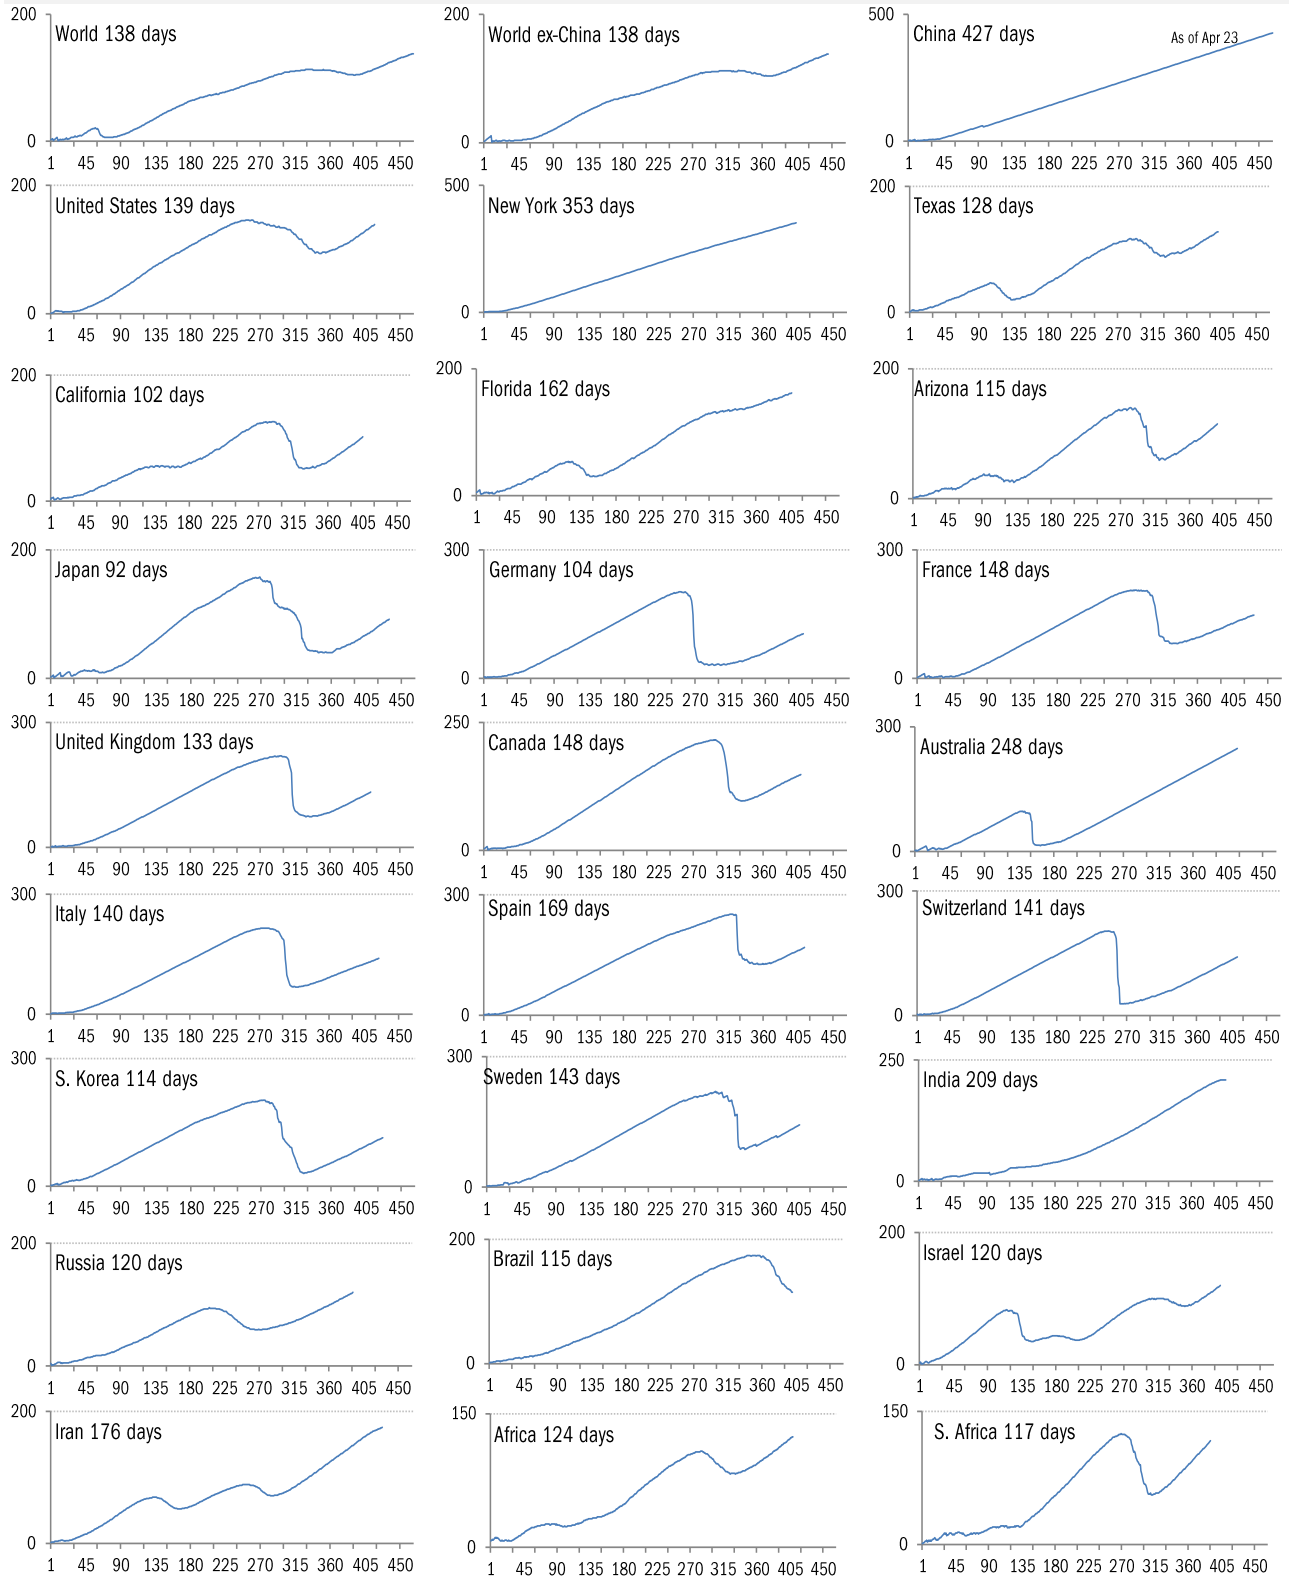 200 200 500
World 138 days World ex-China 138 days China 427 days
As of Apr 23
0 0 0
1 45 90 135 180 225 270 315 360 405 450 1 45 90 135 180 225 270 315 360 405 450 1 45 90 135 180 225 270 315 360 405 450
200 500 200
United States 139 days New York 353 days Texas 128 days
0 0 0
1 45 90 135 180 225 270 315 360 405 450 1 45 90 135 180 225 270 315 360 405 450 1 45 90 135 180 225 270 315 360 405 450
200 200 200
California 102 days Florida 162 days Arizona 115 days
0 0 0
1 45 90 135 180 225 270 315 360 405 450 1 45 90 135 180 225 270 315 360 405 450 1 45 90 135 180 225 270 315 360 405 450
200 300 300
Japan 92 days Germany 104 days France 148 days
0 0 0
1 45 90 135 180 225 270 315 360 405 450 1 45 90 135 180 225 270 315 360 405 450 1 45 90 135 180 225 270 315 360 405 450
300 250 300
United Kingdom 133 days Canada 148 days Australia 248 days
0 0 0
1 45 90 135 180 225 270 315 360 405 450 1 45 90 135 180 225 270 315 360 405 450 1 45 90 135 180 225 270 315 360 405 450
300 300 300
Italy 140 days Spain 169 days Switzerland 141 days
0 0 0
1 45 90 135 180 225 270 315 360 405 450 1 45 90 135 180 225 270 315 360 405 450 1 45 90 135 180 225 270 315 360 405 450
300 300 250
S. Korea 114 days Sweden 143 days India 209 days
0 0 0
1 45 90 135 180 225 270 315 360 405 450 1 45 90 135 180 225 270 315 360 405 450 1 45 90 135 180 225 270 315 360 405 450
200 200 200
Russia 120 days Brazil 115 days Israel 120 days
0 0 0
1 45 90 135 180 225 270 315 360 405 450 1 45 90 135 180 225 270 315 360 405 450 1 45 90 135 180 225 270 315 360 405 450
200 150 150
Iran 176 days Africa 124 days S. Africa 117 days
0 0 0
1 45 90 135 180 225 270 315 360 405 450 1 45 90 135 180 225 270 315 360 405 450 1 45 90 135 180 225 270 315 360 405 450